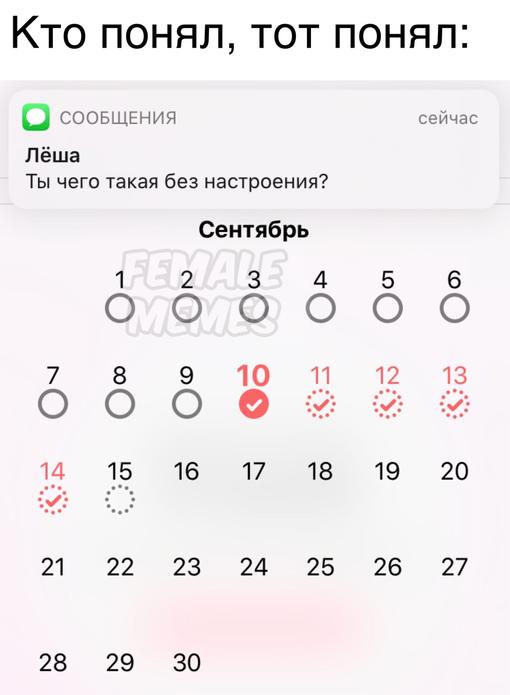 Кто понял, тот понял:
СООБЩЕНИЯ сейчас
Лёша
Ты чего такая без настроения?
Сентябрь
FEMALE
MEMES
1 2 3 4 5 6
7 8 9 10 11 12 13
14 15 16 17 18 19 20
21 22 23 24 25 26 27
28 29 30